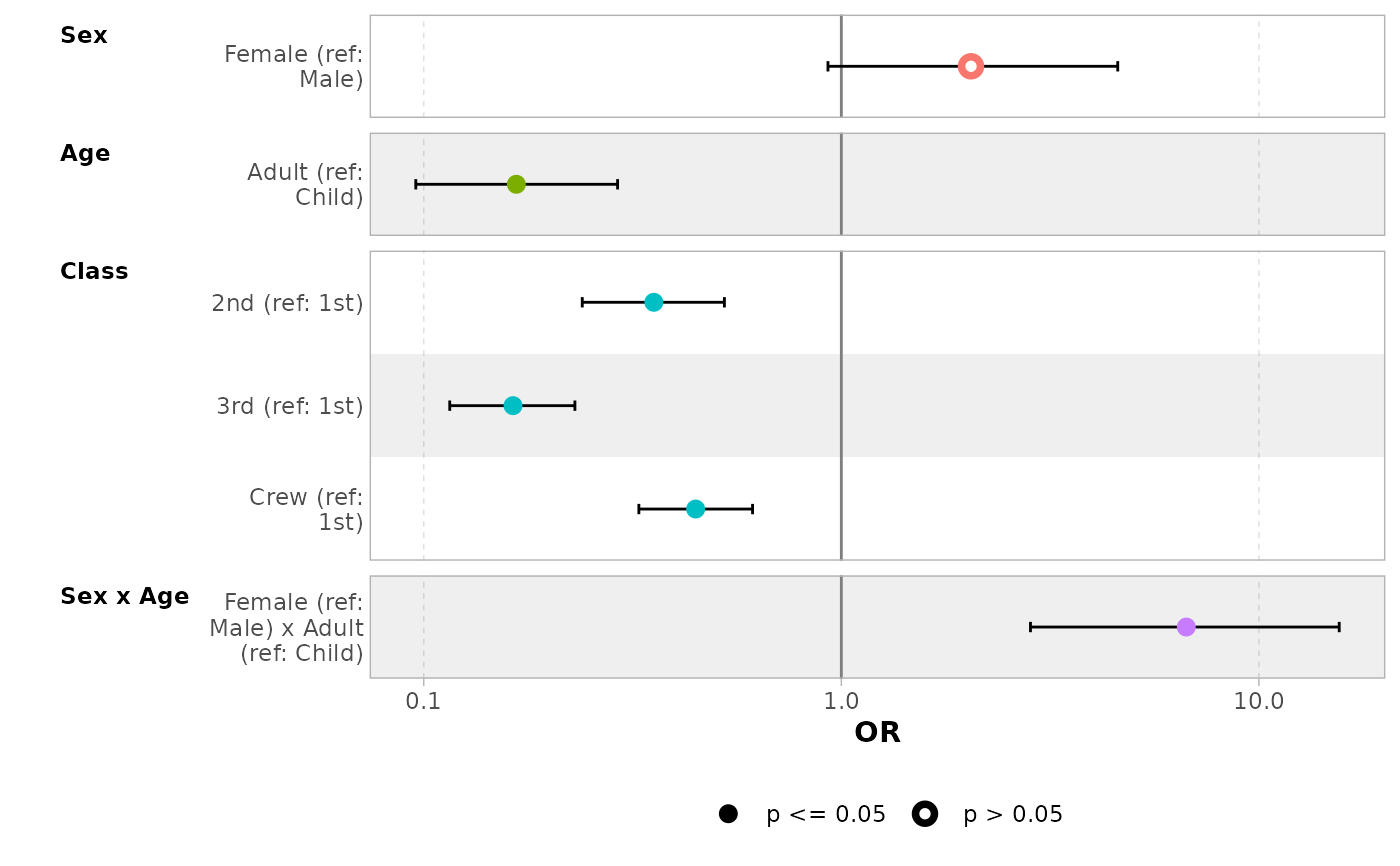 Sex
Female (ref:
Male)
Age
Adult (ref:
Child)
Class
2nd (ref: 1st)
3rd (ref: 1st)
Crew (ref:
1st)
Sex x Age
Female (ref:
Male) x Adult
(ref: Child)
0.1 1.0 10.0
OR
p <= 0.05 p > 0.05